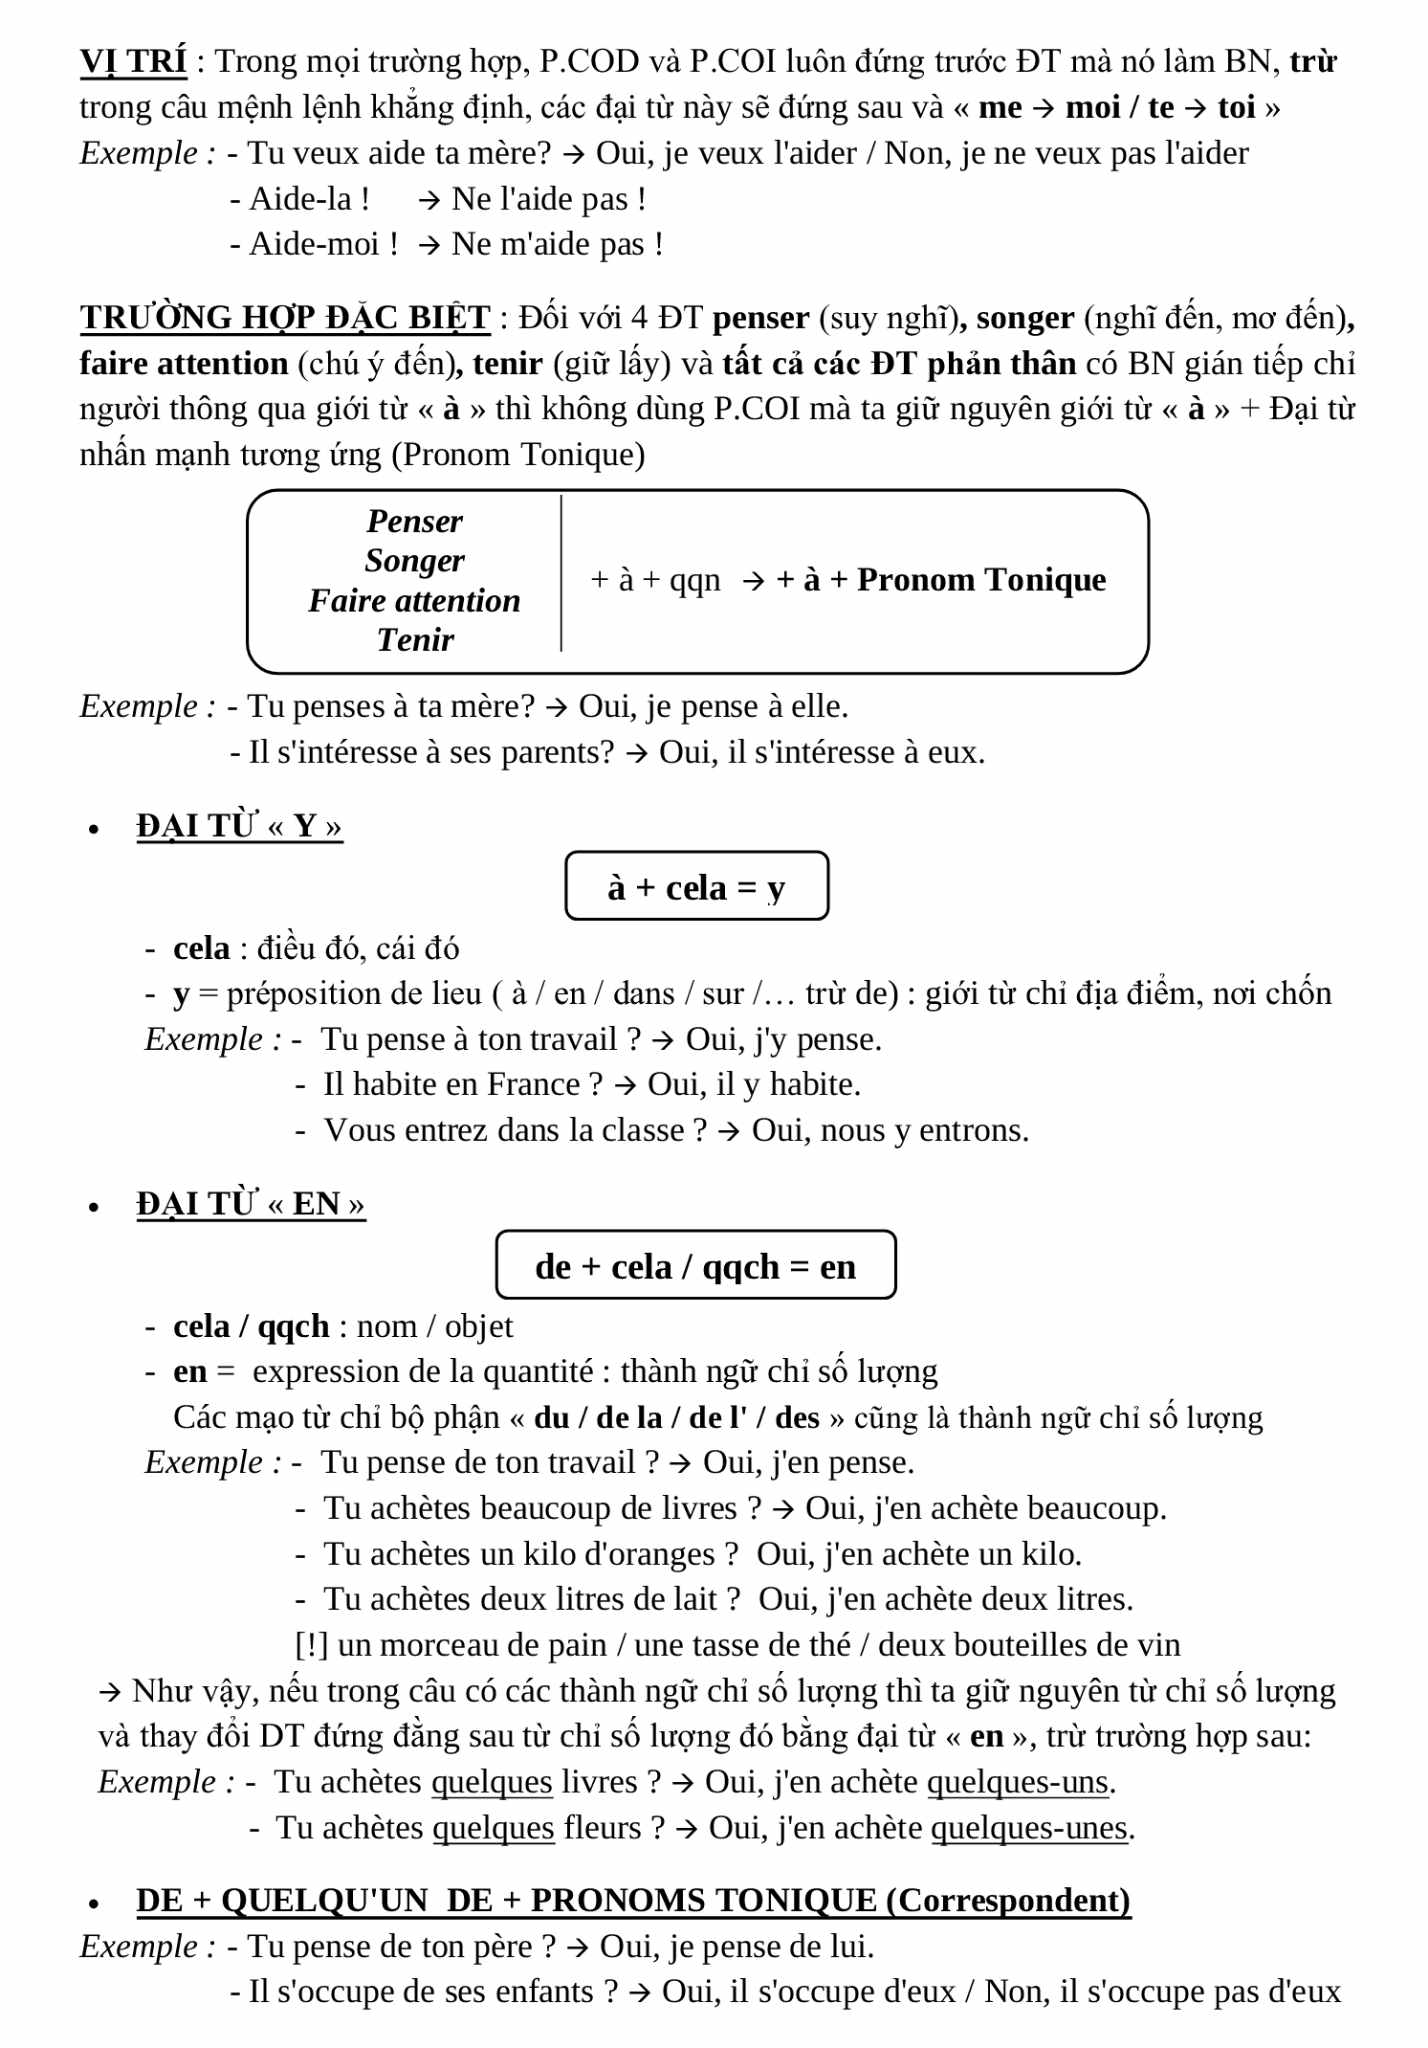 VỊ TRÍ : Trong mọi trường hợp, P.COD và P.COI luôn đứng trước ĐT mà nó làm BN, trừ
trong câu mệnh lệnh khẳng định, các đại từ này sẽ đứng sau và « me → moi / te → toi »
Exemple : - Tu veux aide ta mère? → Oui, je veux l'aider / Non, je ne veux pas l'aider
- Aide-la ! → Ne l'aide pas !
- Aide-moi ! → Ne m'aide pas !
TRƯỜNG HỢP ĐẶC BIỆT : Đối với 4 ĐT penser (suy nghĩ), songer (nghĩ đến, mơ đến),
faire attention (chú ý đến), tenir (giữ lấy) và tất cả các ĐT phản thân có BN gián tiếp chỉ
người thông qua giới từ « à » thì không dùng P.COI mà ta giữ nguyên giới từ « à » + Đại từ
nhấn mạnh tương ứng (Pronom Tonique)
Penser
Songer
Faire attention
Tenir
+ à + qqn → + à + Pronom Tonique
Exemple : - Tu penses à ta mère? → Oui, je pense à elle.
- Il s'intéresse à ses parents? → Oui, il s'intéresse à eux.
• ĐẠI TỪ « Y »
à + cela = y
- cela : điều đó, cái đó
- y = préposition de lieu ( à / en / dans / sur /… trừ de) : giới từ chỉ địa điểm, nơi chốn
Exemple : - Tu pense à ton travail ? → Oui, j'y pense.
- Il habite en France ? → Oui, il y habite.
- Vous entrez dans la classe ? → Oui, nous y entrons.
• ĐẠI TỪ « EN »
de + cela / qqch = en
- cela / qqch : nom / objet
- en = expression de la quantité : thành ngữ chỉ số lượng
Các mạo từ chỉ bộ phận « du / de la / de l' / des » cũng là thành ngữ chỉ số lượng
Exemple : - Tu pense de ton travail ? → Oui, j'en pense.
- Tu achètes beaucoup de livres ? → Oui, j'en achète beaucoup.
- Tu achètes un kilo d'oranges ? Oui, j'en achète un kilo.
- Tu achètes deux litres de lait ? Oui, j'en achète deux litres.
[!] un morceau de pain / une tasse de thé / deux bouteilles de vin
→ Như vậy, nếu trong câu có các thành ngữ chỉ số lượng thì ta giữ nguyên từ chỉ số lượng
và thay đổi DT đứng đằng sau từ chỉ số lượng đó bằng đại từ « en », trừ trường hợp sau:
Exemple : - Tu achètes quelques livres ? → Oui, j'en achète quelques-uns.
- Tu achètes quelques fleurs ? → Oui, j'en achète quelques-unes.
• DE + QUELQU'UN DE + PRONOMS TONIQUE (Correspondent)
Exemple : - Tu pense de ton père ? → Oui, je pense de lui.
- Il s'occupe de ses enfants ? → Oui, il s'occupe d'eux / Non, il s'occupe pas d'eux